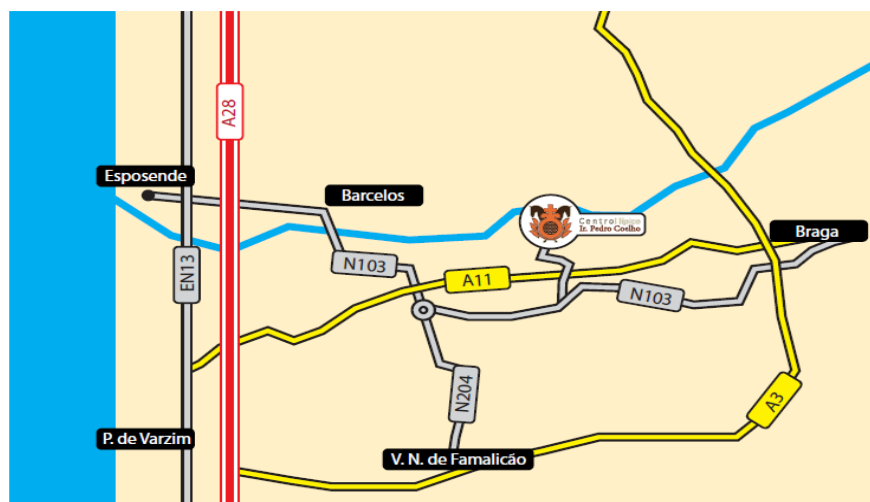 A28
Esposende
Barcelos
Centro Hípico
Ir. Pedro Coelho
Braga
EN13
N103
A11
N103
N204
A3
P. de Varzim
V. N. de Famalicão